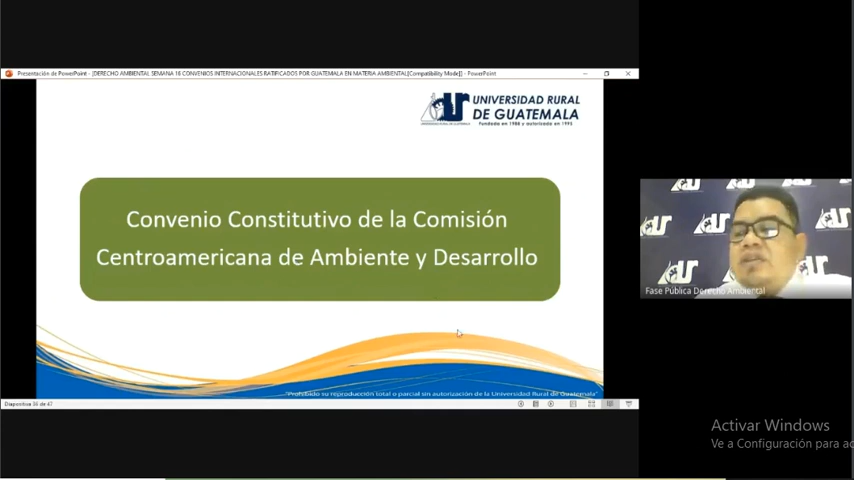 Presentación de PowerPoint - [DERECHO AMBIENTAL SEMANA 16 CONVENIOS INTERNACIONALES RATIFICADOS POR GUATEMALA EN MATERIA AMBIENTAL[Compatibility Mode]] - PowerPoint
UNIVERSIDAD RURAL
DE GUATEMALA
Fundada en 1988 y autorizada en 1995
Convenio Constitutivo de la Comisión
Centroamericana de Ambiente y Desarrollo
"Prohibido su reproducción total o parcial sin autorización de la Universidad Rural de Guatemala"
Diapositiva 36 de 47
Fase Pública Derecho Ambiental
Activar Windows
Ve a Configuración para ac